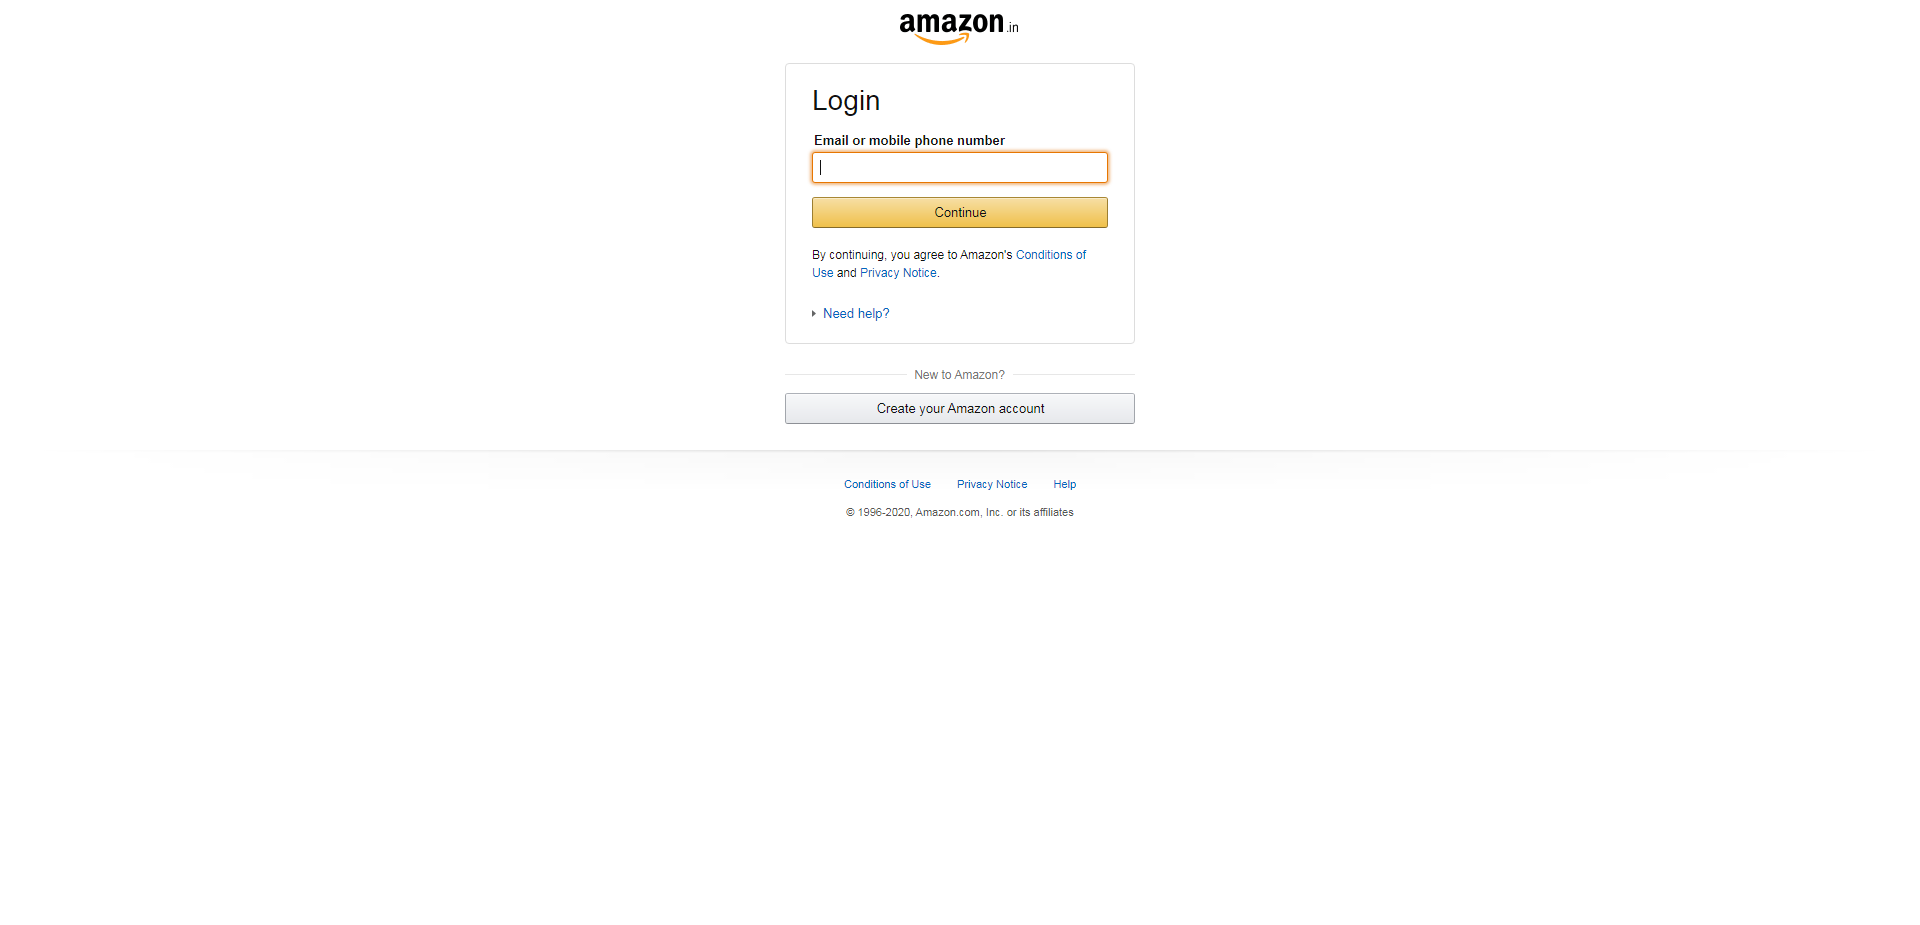 amazon.in
Login
Email or mobile phone number
Continue
By continuing, you agree to Amazon's Conditions of
Use and Privacy Notice.
Need help?
New to Amazon?
Create your Amazon account
Conditions of Use Privacy Notice Help
© 1996-2020, Amazon.com, Inc. or its affiliates